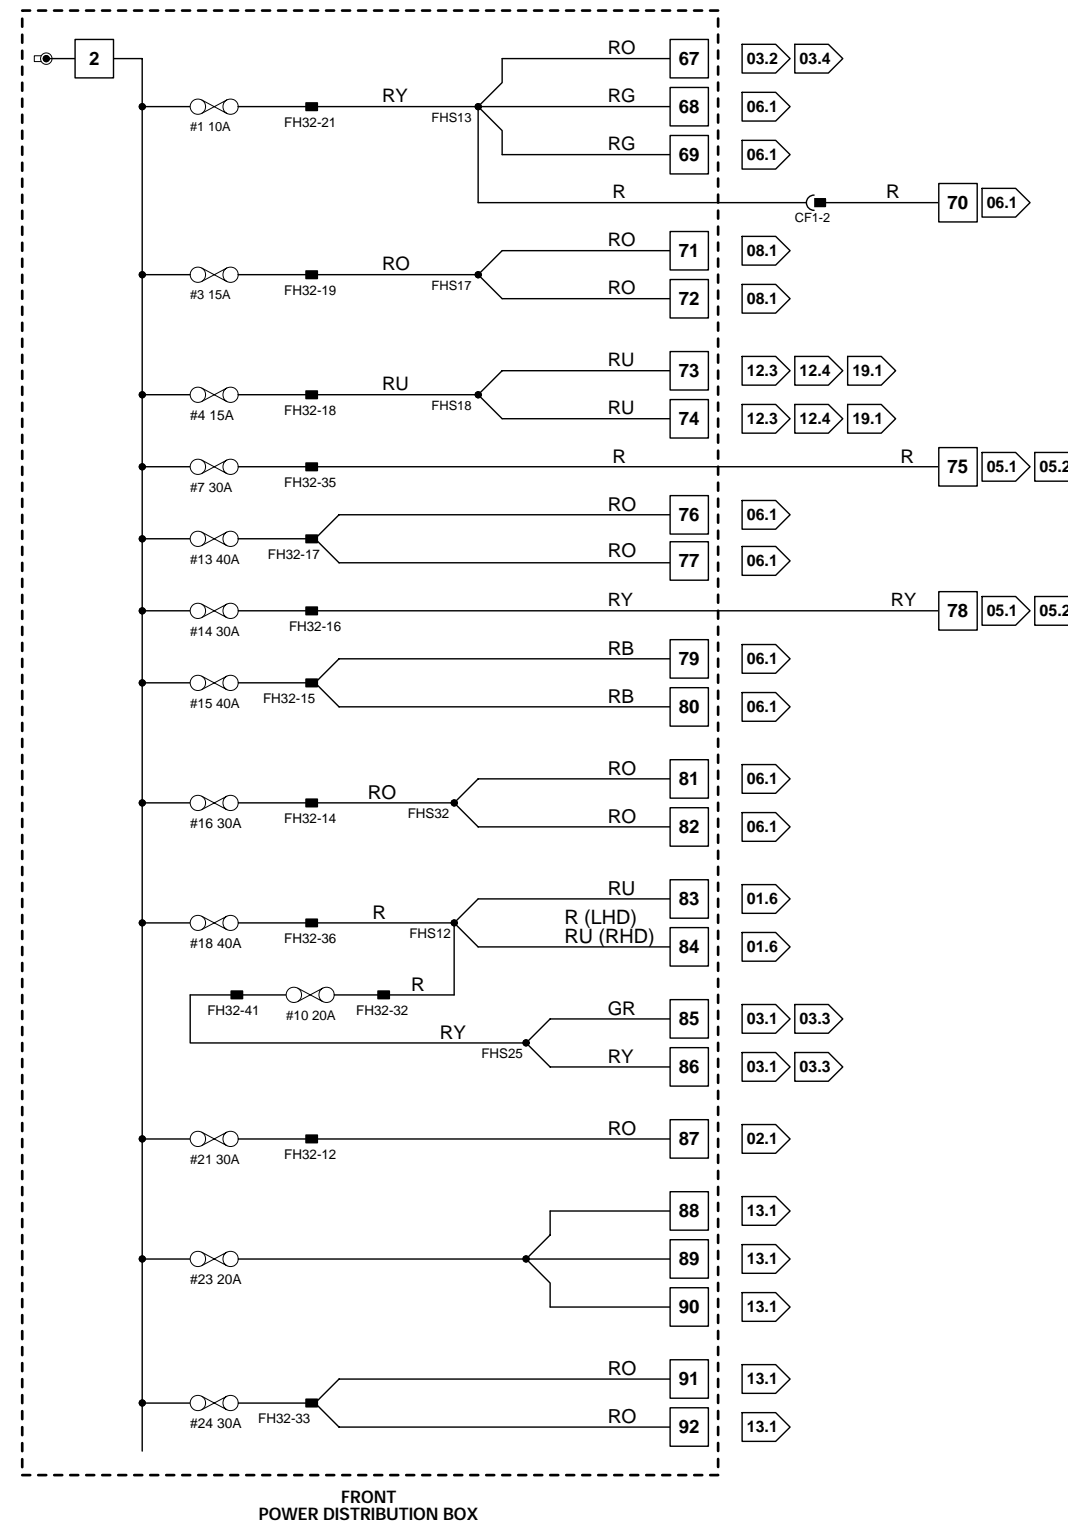 2
RO 67 03.2 03.4
#1 10A FH32-21 RY FHS13 RG 68 06.1
RG 69 06.1
R CF1-2 R 70 06.1
RO 71 08.1
#3 15A FH32-19 RO FHS17
RO 72 08.1
RU 73 12.3 12.4 19.1
#4 15A FH32-18 RU FHS18
RU 74 12.3 12.4 19.1
#7 30A FH32-35 R R 75 05.1 05.2
RO 76 06.1
#13 40A FH32-17
RO 77 06.1
#14 30A FH32-16 RY RY 78 05.1 05.2
RB 79 06.1
#15 40A FH32-15
RB 80 06.1
RO 81 06.1
#16 30A FH32-14 RO FHS32
RO 82 06.1
RU 83 01.6
#18 40A FH32-36 R FHS12
R (LHD)
RU (RHD) 84 01.6
FH32-41 #10 20A FH32-32 R
GR 85 03.1 03.3
RY FHS25
RY 86 03.1 03.3
#21 30A FH32-12 RO 87 02.1
88 13.1
#23 20A 89 13.1
90 13.1
RO 91 13.1
#24 30A FH32-33
RO 92 13.1
FRONT
POWER DISTRIBUTION BOX